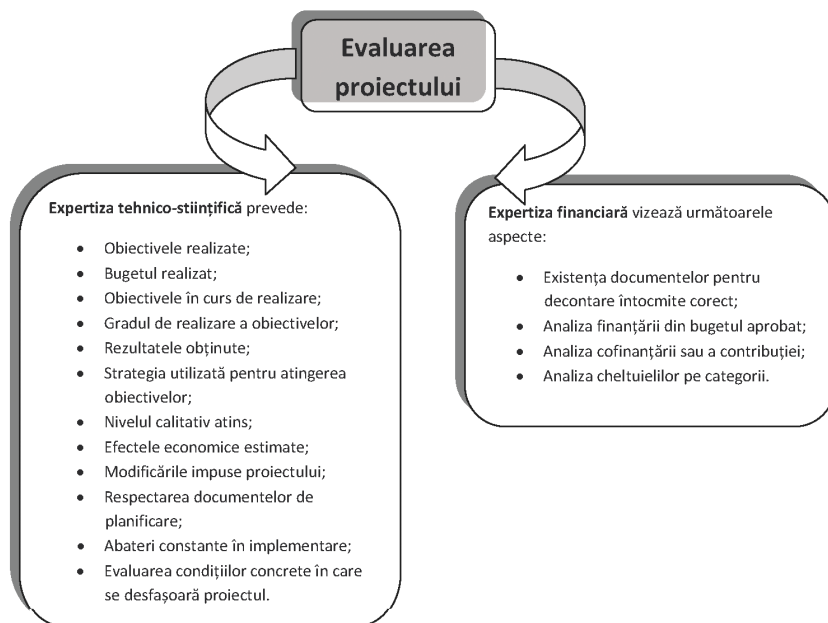 Evaluarea
proiectului
Expertiza tehnico-stiințifică prevede:
• Obiectivele realizate;
• Bugetul realizat;
• Obiectivele în curs de realizare;
• Gradul de realizare a obiectivelor;
• Rezultatele obținute;
• Strategia utilizată pentru atingerea
obiectivelor;
• Nivelul calitativ atins;
• Efectele economice estimate;
• Modificările impuse proiectului;
• Respectarea documentelor de
planificare;
• Abateri constante în implementare;
• Evaluarea condițiilor concrete în care
se desfașoară proiectul.
Expertiza financiară vizează următoarele
aspecte:
• Existența documentelor pentru
decontare întocmite corect;
• Analiza finanțării din bugetul aprobat;
• Analiza cofinanțării sau a contribuției;
• Analiza cheltuielilor pe categorii.